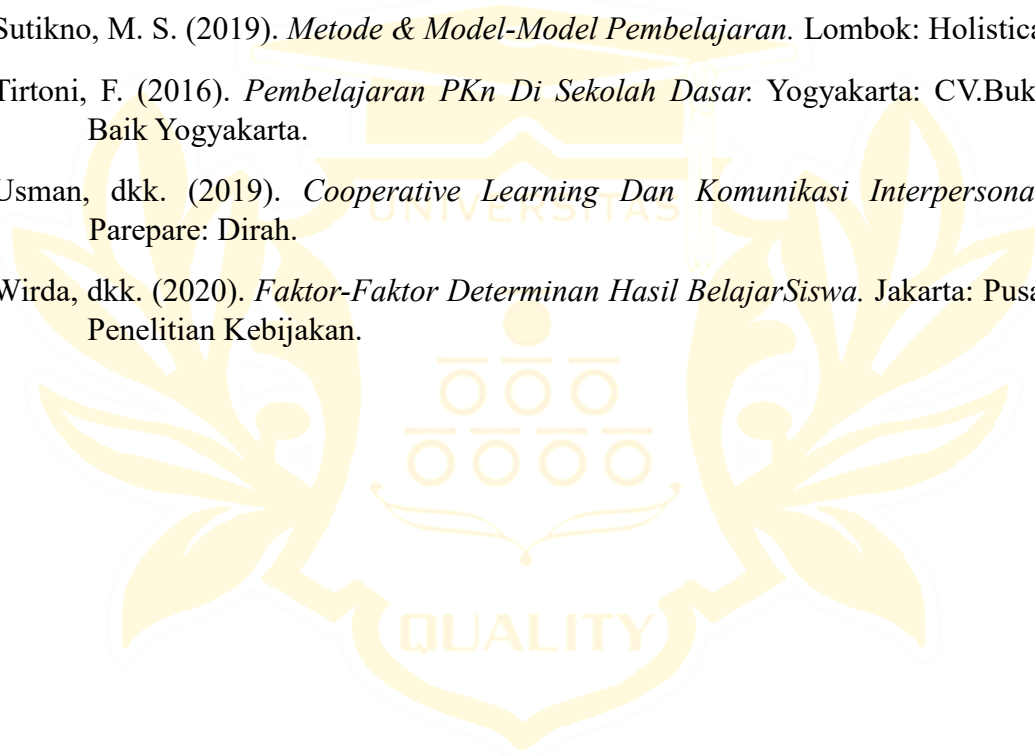 Sutikno, M. S. (2019). Metode & Model-Model Pembelajaran. Lombok: Holistica
Tirtoni, F. (2016). Pembelajaran PKn Di Sekolah Dasar. Yogyakarta: CV.Buk
Baik Yogyakarta.
Usman, dkk. (2019). Cooperative Learning Dan Komunikasi Interpersona
UNIVERSITAS
Parepare: Dirah.
Wirda, dkk. (2020). Faktor-Faktor Determinan Hasil BelajarSiswa. Jakarta: Pusa
Penelitian Kebijakan.
QUALITY